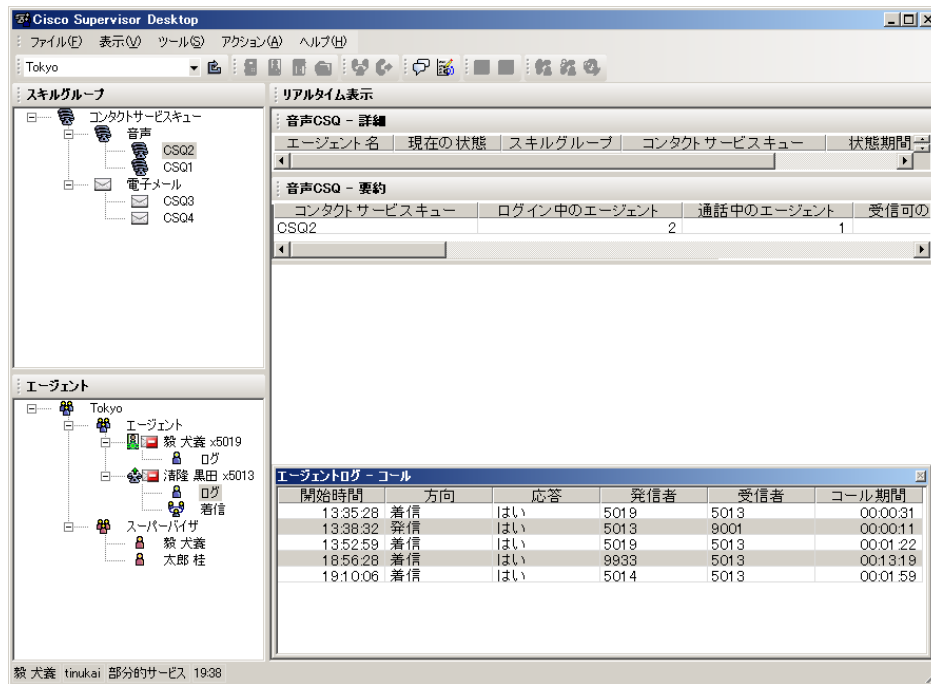 Cisco Supervisor Desktop
ファイル(F) 表示(V) ツール(S) アクション(A) ヘルプ(H)
Tokyo
スキルグループ
コンタクトサービスキュー
音声
CSQ2
CSQ1
電子メール
CSQ3
CSQ4
リアルタイム表示
音声CSQ - 詳細
エージェント名 現在の状態 スキルグループ コンタクトサービスキュー 状態期間
音声CSQ - 要約
コンタクトサービスキュー ログイン中のエージェント 通話中のエージェント 受信可の
CSQ2 2 1
エージェント
Tokyo
エージェント
毅 犬養 x5019
ログ
清隆 黒田 x5013
ログ
着信
スーパーバイザ
毅 犬養
太郎 桂
エージェントログ - コール
開始時間 方向 応答 発信者 受信者 コール期間
13:35:28 着信 はい 5019 5013 00:00:31
13:38:32 発信 はい 5013 9001 00:00:11
13:52:59 着信 はい 5019 5013 00:01:22
18:56:28 着信 はい 9933 5013 00:13:19
19:10:06 着信 はい 5014 5013 00:01:59
毅 犬養 tinukai 部分的サービス 19:38